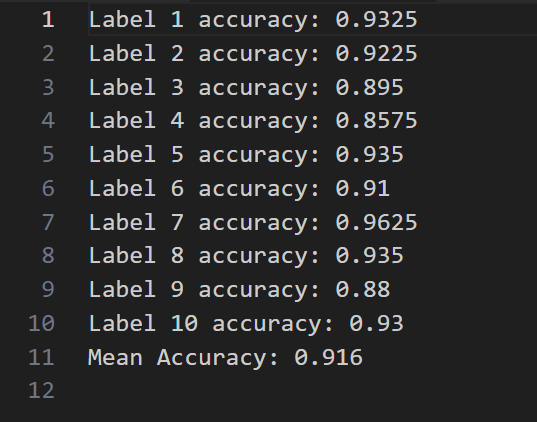 1 Label 1 accuracy: 0.9325
2 Label 2 accuracy: 0.9225
3 Label 3 accuracy: 0.895
4 Label 4 accuracy: 0.8575
5 Label 5 accuracy: 0.935
6 Label 6 accuracy: 0.91
7 Label 7 accuracy: 0.9625
8 Label 8 accuracy: 0.935
9 Label 9 accuracy: 0.88
10 Label 10 accuracy: 0.93
11 Mean Accuracy: 0.916
12